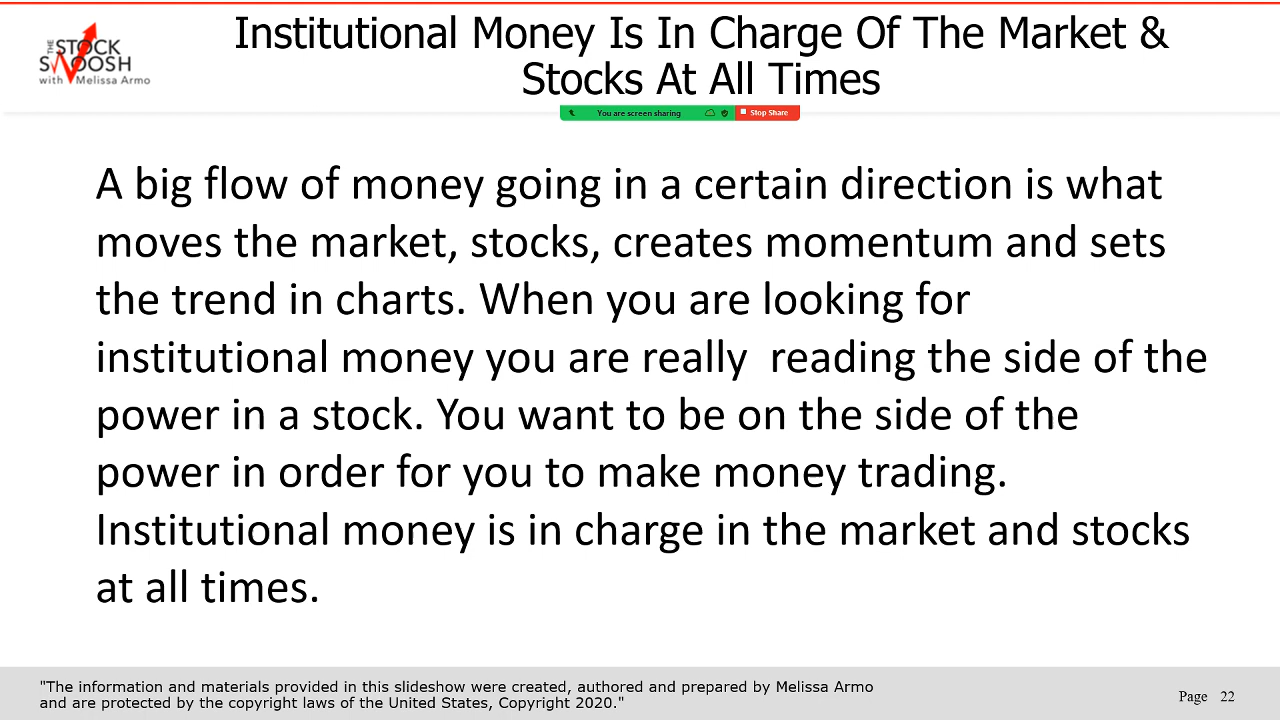 THE STOCK
SWOOSH
with Melissa Armo
Institutional Money Is In Charge Of The Market &
Stocks At All Times
You are screen sharing
Stop Share
A big flow of money going in a certain direction is what
moves the market, stocks, creates momentum and sets
the trend in charts. When you are looking for
institutional money you are really  reading the side of the
power in a stock. You want to be on the side of the
power in order for you to make money trading.
Institutional money is in charge in the market and stocks
at all times.
"The information and materials provided in this slideshow were created, authored and prepared by Melissa Armo
and are protected by the copyright laws of the United States, Copyright 2020."
Page 22